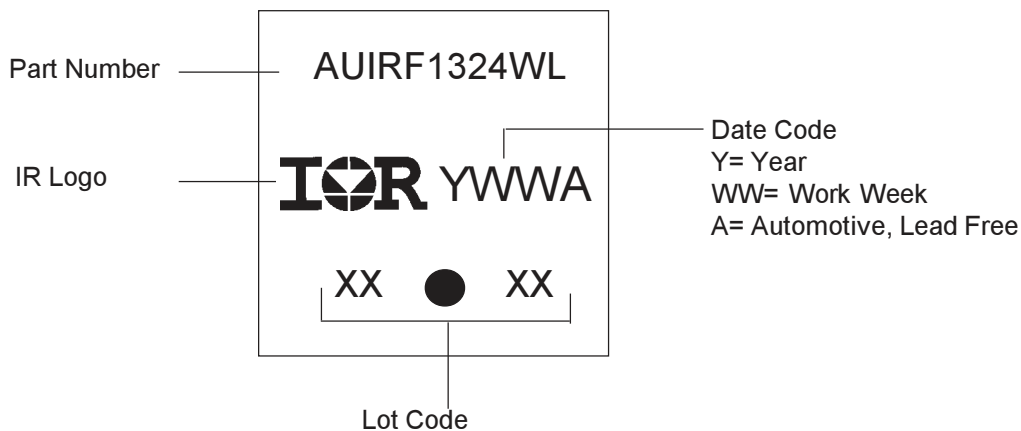 Part Number
AUIRF1324WL
IR Logo
IOR YWWA
Date Code
Y= Year
WW= Work Week
A= Automotive, Lead Free
XX ● XX
Lot Code